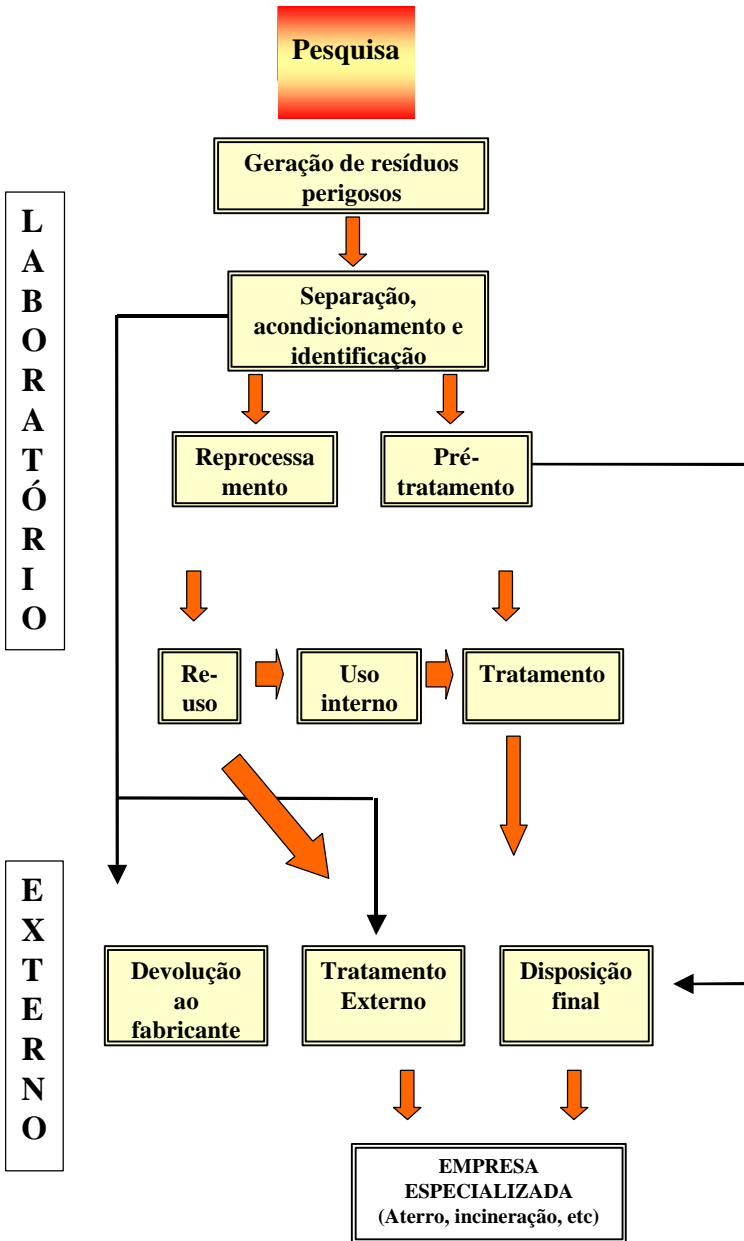 Pesquisa
Geração de resíduos
perigosos
L
A
B
O
R
A
T
Ó
R
I
O
Separação,
acondicionamento e
identificação
Reprocessa
mento
Pré-
tratamento
Re-
uso
Uso
interno
Tratamento
E
X
T
E
R
N
O
Devolução
ao
fabricante
Tratamento
Externo
Disposição
final
EMPRESA
ESPECIALIZADA
(Aterro, incineração, etc)